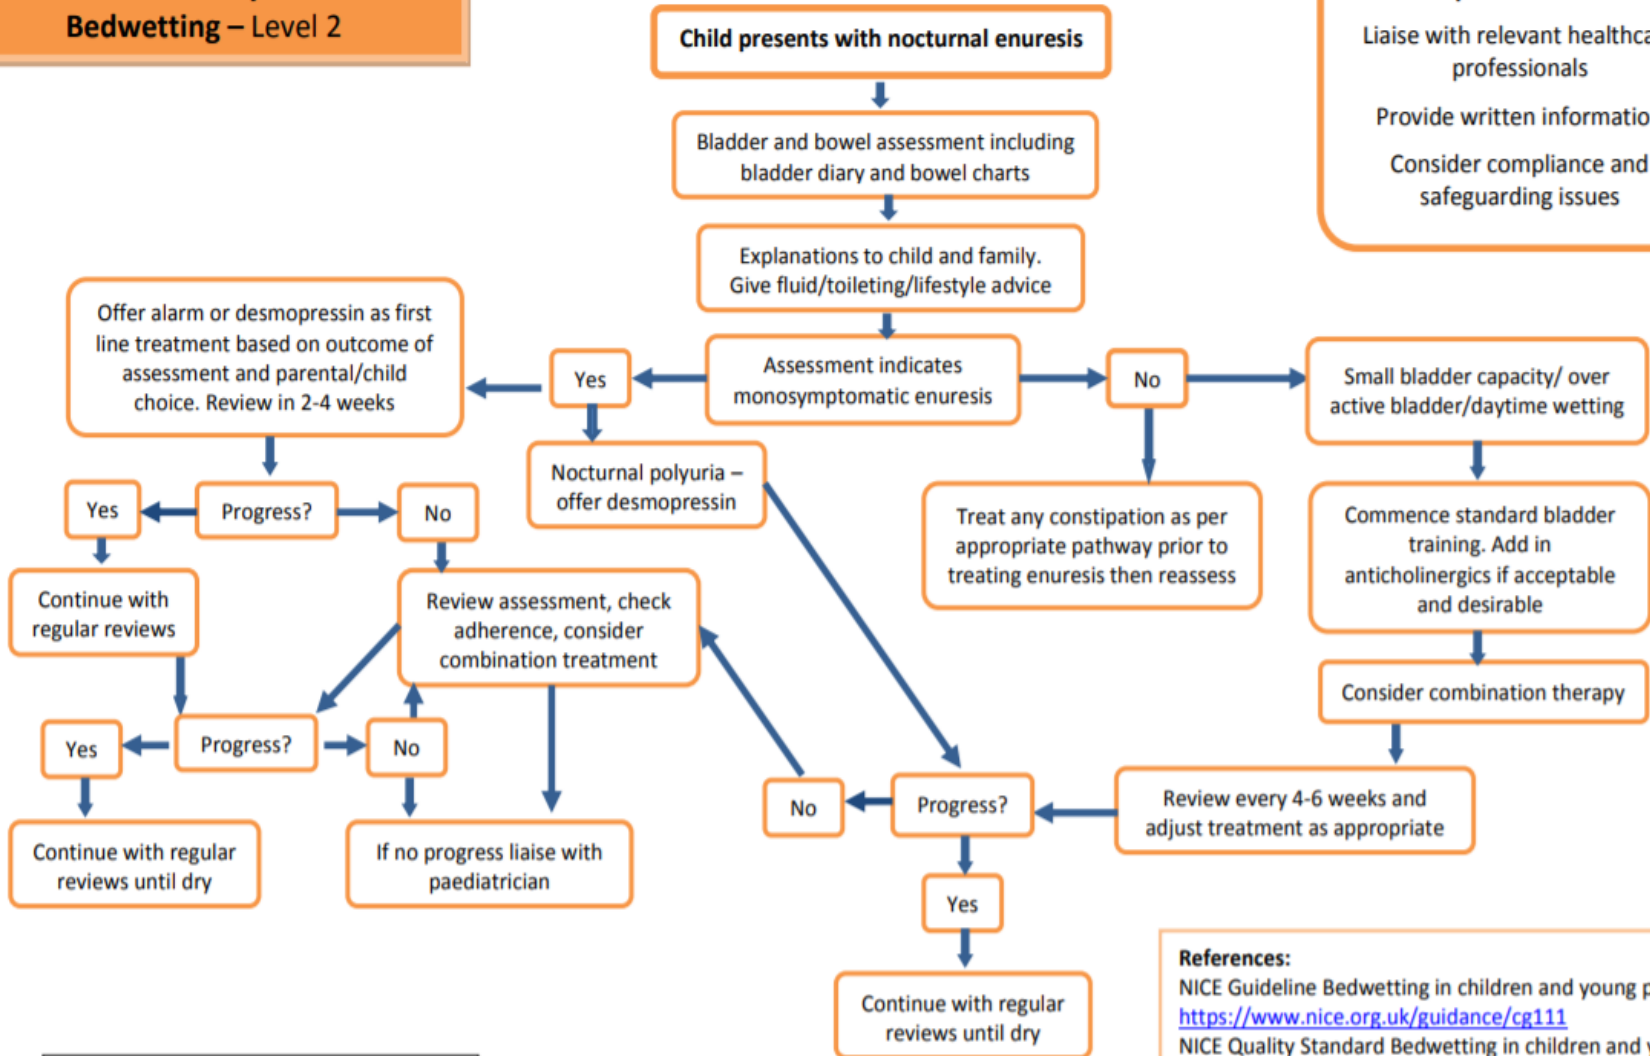 Bedwetting – Level 2
Child presents with nocturnal enuresis
Liaise with relevant
professionals
Provide written
Consider compliance and
safeguarding issues
Bladder and bowel assessment including
bladder diary and bowel charts
Explanations to child and family.
Give fluid/toileting/lifestyle advice
Assessment indicates
monosymptomatic enuresis
Yes
No
Offer alarm or desmopressin as first
line treatment based on outcome of
assessment and parental/child
choice. Review in 2-4 weeks
Small bladder capacity/ over
active bladder/daytime wetting
Nocturnal polyuria –
offer desmopressin
Yes
Progress?
No
Treat any constipation as per
appropriate pathway prior to
treating enuresis then reassess
Commence standard bladder
training. Add in
anticholinergics if acceptable
and desirable
Continue with
regular reviews
Review assessment, check
adherence, consider
combination treatment
Consider combination therapy
Yes
Progress?
No
No
Progress?
Review every 4-6 weeks and
adjust treatment as appropriate
Continue with regular
reviews until dry
If no progress liaise with
paediatrician
Yes
Continue with regular
reviews until dry
References:
NICE Guideline Bedwetting in children and young
https://www.nice.org.uk/guidance/cg111
NICE Quality Standard Bedwetting in children and